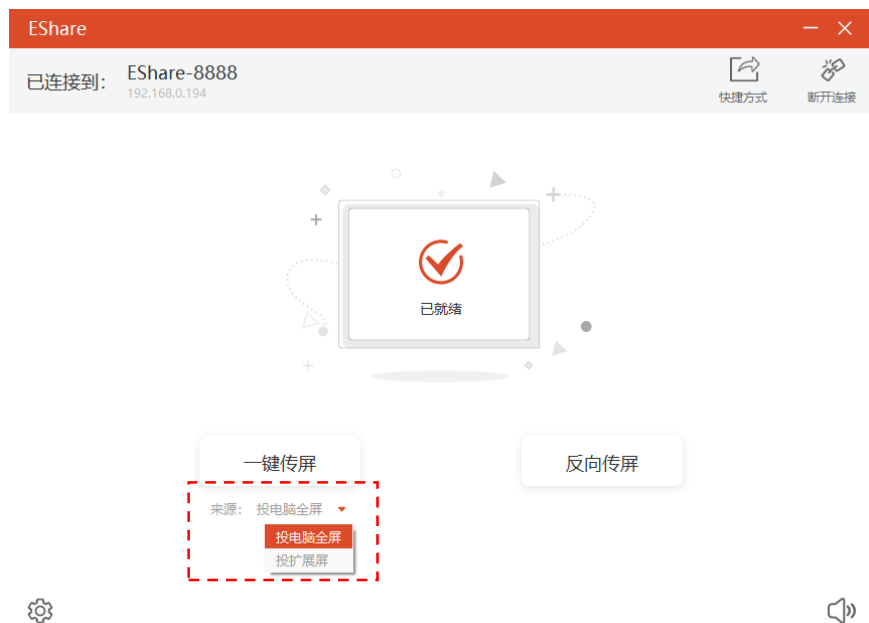 EShare
已连接到：
EShare-8888
192.168.0.194
快捷方式
断开连接
已就绪
一键传屏
反向传屏
来源： 投电脑全屏
投电脑全屏
投扩展屏